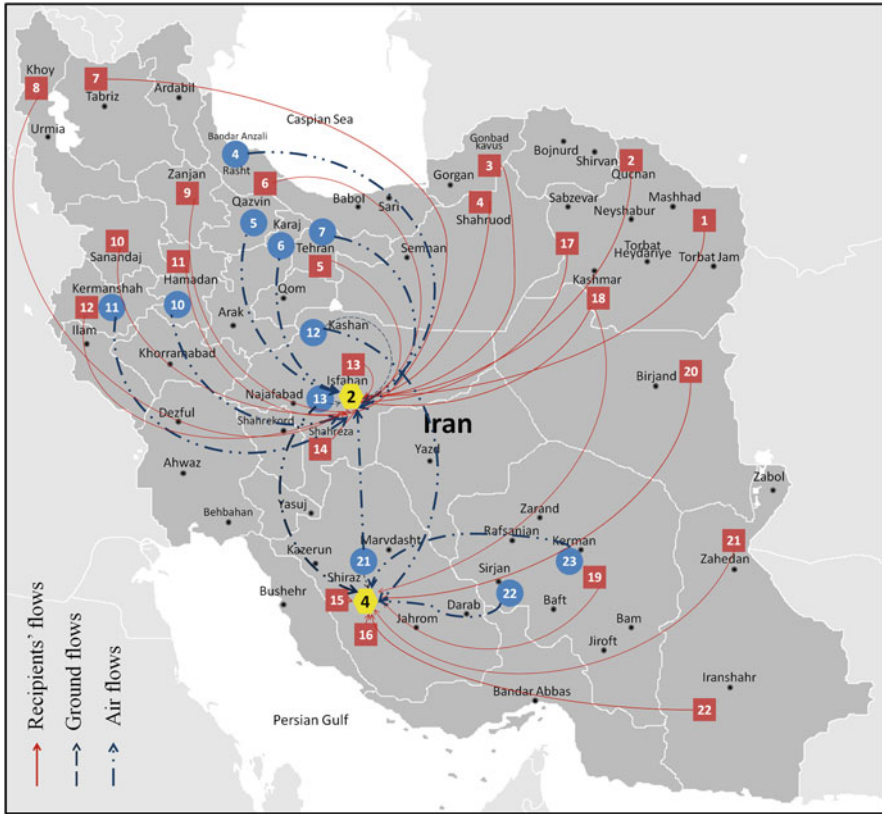 Khoy
8
7
Tabriz
Ardabil
Urmia
Caspian Sea
Bandar Anzali
4
Rasht
Zanjan
9
6
Qazvin
5
Karaj
6
7
Tehran
5
Babol
Sari
Gorgan
Gonbad
kavus
3
4
Shahruod
Bojnurd
Shirvan
2
Quchan
Mashhad
Sabzevar
Neyshabur
1
17
Torbat
Heydariye
Torbat Jam
Kashmar
18
Semnan
10
Sanandaj
11
Hamadan
Kermanshah
12
11
10
Ilam
Qom
Arak
12
Kashan
Khorramabad
13
Isfahan
Najafabad
13
2
Dezful
Shahrekord
Shahreza
14
Iran
Birjand
20
Yazd
Ahwaz
Zabol
Behbahan
Yasuj
Zarand
Rafsanjan
Kerman
23
21
Zahedan
Kazerun
Marvdasht
21
Shiraz
Sirjan
22
19
Bushehr
15
4
16
Jahrom
Darab
Baft
Bam
Jiroft
Iranshahr
22
Bandar Abbas
Persian Gulf
Recipients' flows
Ground flows
Air flows